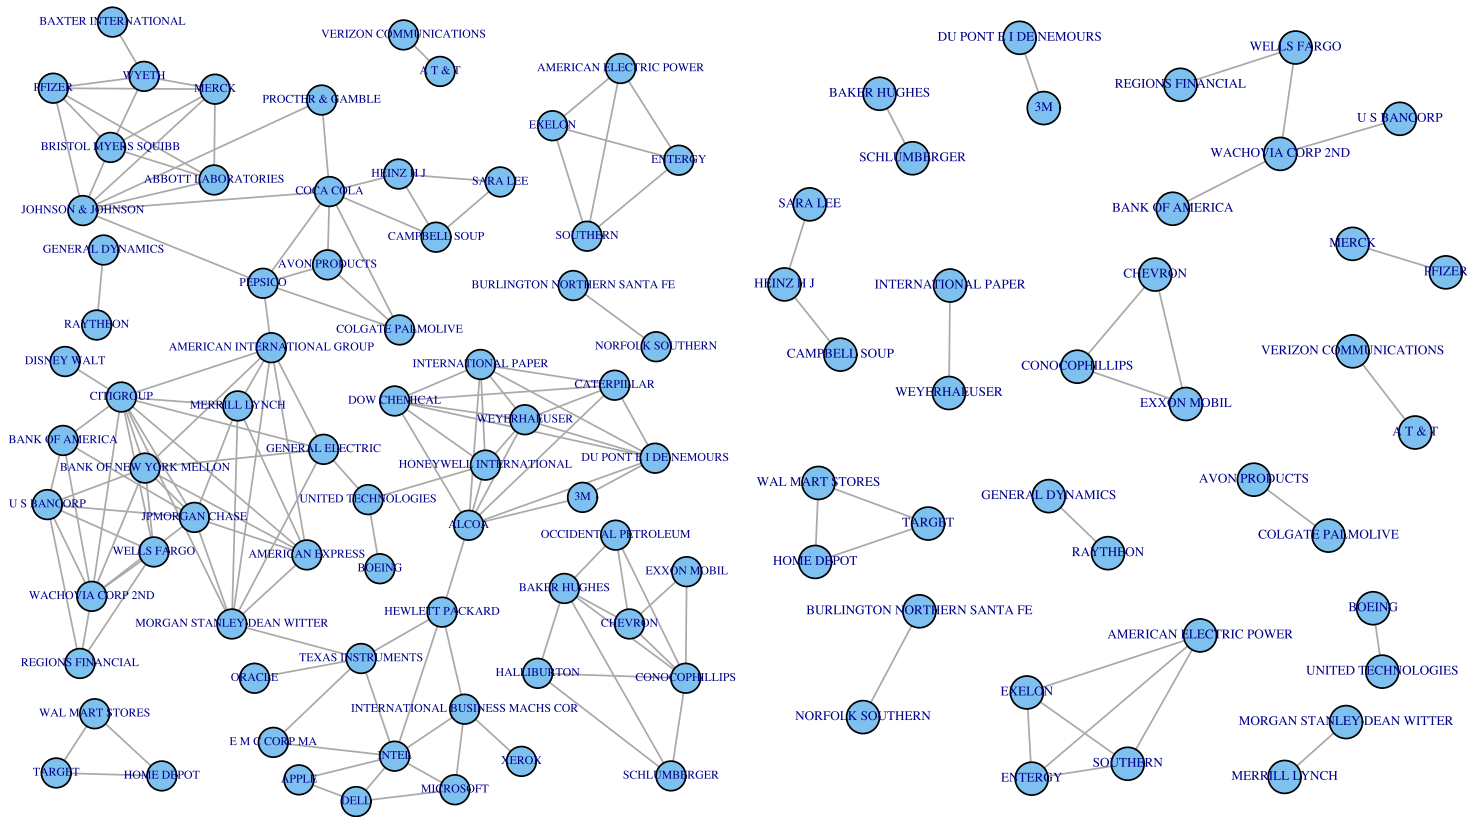 BAXTER INTERNATIONAL
VERIZON COMMUNICATIONS
A T & T
AMERICAN ELECTRIC POWER
WYETH
PFIZER
MERCK
PROCTER & GAMBLE
EXELON
BRISTOL MYERS SQUIBB
ENTERGY
ABBOTT LABORATORIES
HEINZ H J
SARA LEE
COCA COLA
JOHNSON & JOHNSON
CAMPBELL SOUP
SOUTHERN
GENERAL DYNAMICS
AVON PRODUCTS
PEPSICO
BURLINGTON NORTHERN SANTA FE
RAYTHEON
COLGATE PALMOLIVE
AMERICAN INTERNATIONAL GROUP
NORFOLK SOUTHERN
DISNEY WALT
INTERNATIONAL PAPER
CATERPILLAR
CITIGROUP
MERRILL LYNCH
DOW CHEMICAL
WEYERHAEUSER
BANK OF AMERICA
GENERAL ELECTRIC
BANK OF NEW YORK MELLON
HONEYWELL INTERNATIONAL
DU PONT E I DE NEMOURS
U S BANCORP
UNITED TECHNOLOGIES
3M
JPMORGAN CHASE
ALCOA
OCCIDENTAL PETROLEUM
WELLS FARGO
AMERICAN EXPRESS
BOEING
EXXON MOBIL
BAKER HUGHES
WACHOVIA CORP 2ND
HEWLETT PACKARD
MORGAN STANLEY DEAN WITTER
CHEVRON
REGIONS FINANCIAL
TEXAS INSTRUMENTS
ORACLE
HALLIBURTON
CONOCOPHILLIPS
WAL MART STORES
INTERNATIONAL BUSINESS MACHS COR
E M C CORP MA
INTEL
XEROX
TARGET
HOME DEPOT
APPLE
DELL
MICROSOFT
SCHLUMBERGER
DU PONT E I DE NEMOURS
WELLS FARGO
REGIONS FINANCIAL
BAKER HUGHES
3M
U S BANCORP
SCHLUMBERGER
WACHOVIA CORP 2ND
SARA LEE
BANK OF AMERICA
MERCK
PFIZER
CHEVRON
HEINZ H J
INTERNATIONAL PAPER
CAMPBELL SOUP
VERIZON COMMUNICATIONS
CONOCOPHILLIPS
WEYERHAEUSER
EXXON MOBIL
A T & T
WAL MART STORES
AVON PRODUCTS
GENERAL DYNAMICS
TARGET
COLGATE PALMOLIVE
HOME DEPOT
RAYTHEON
BURLINGTON NORTHERN SANTA FE
BOEING
AMERICAN ELECTRIC POWER
UNITED TECHNOLOGIES
EXELON
NORFOLK SOUTHERN
MORGAN STANLEY DEAN WITTER
SOUTHERN
ENTERGY
MERRILL LYNCH